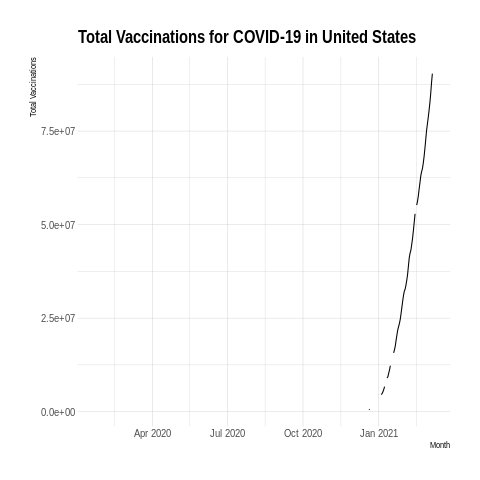 Total Vaccinations for COVID-19 in United States
Total Vaccinations
7.5e+07
5.0e+07
2.5e+07
0.0e+00
Apr 2020
Jul 2020
Oct 2020
Jan 2021
Month